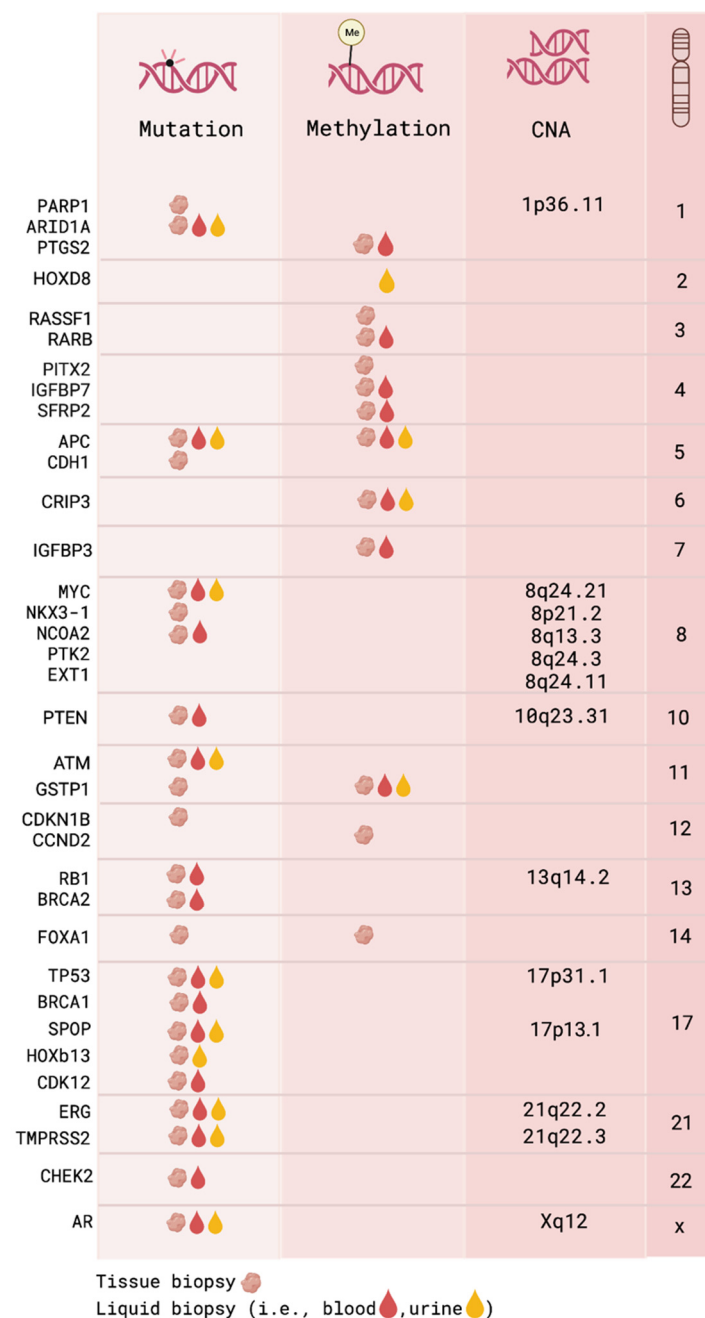 Me
Mutation Methylation CNA
PARP1 1p36.11
ARID1A 1
PTGS2
HOXD8 2
RASSF1
RARB 3
PITX2
IGFBP7 4
SFRP2
APC
CDH1 5
CRIP3 6
IGFBP3 7
MYC 8q24.21
NKX3-1 8p21.2
NCOA2 8q13.3 8
PTK2 8q24.3
EXT1 8q24.11
PTEN 10q23.31 10
ATM
GSTP1 11
CDKN1B
CCND2 12
RB1 13q14.2
BRCA2 13
FOXA1 14
TP53 17p31.1
BRCA1
SPOP 17p13.1 17
HOXb13
CDK12
ERG 21q22.2
TMPRSS2 21q22.3 21
CHEK2 22
AR Xq12 x
Tissue biopsy
Liquid biopsy (i.e., blood ,urine )